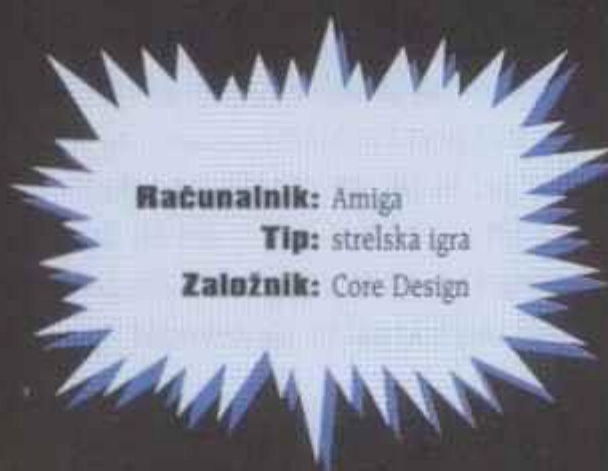 Računalnik: Amiga
Tip: strelska igra
Založnik: Core Design